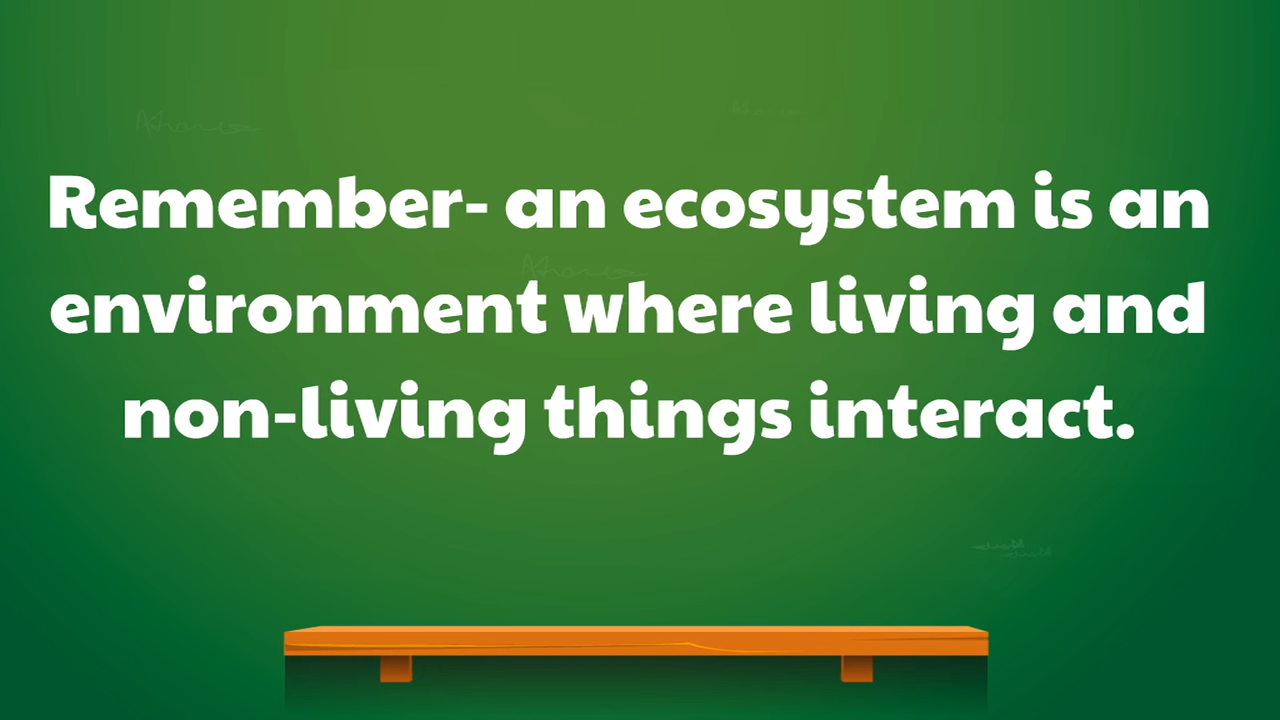 Remember- an ecosystem is an
environment where living and
non-living things interact.